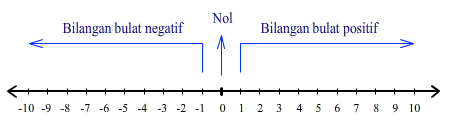 Nol
Bilangan bulat negatif Bilangan bulat positif
-10 -9 -8 -7 -6 -5 -4 -3 -2 -1 0 1 2 3 4 5 6 7 8 9 10